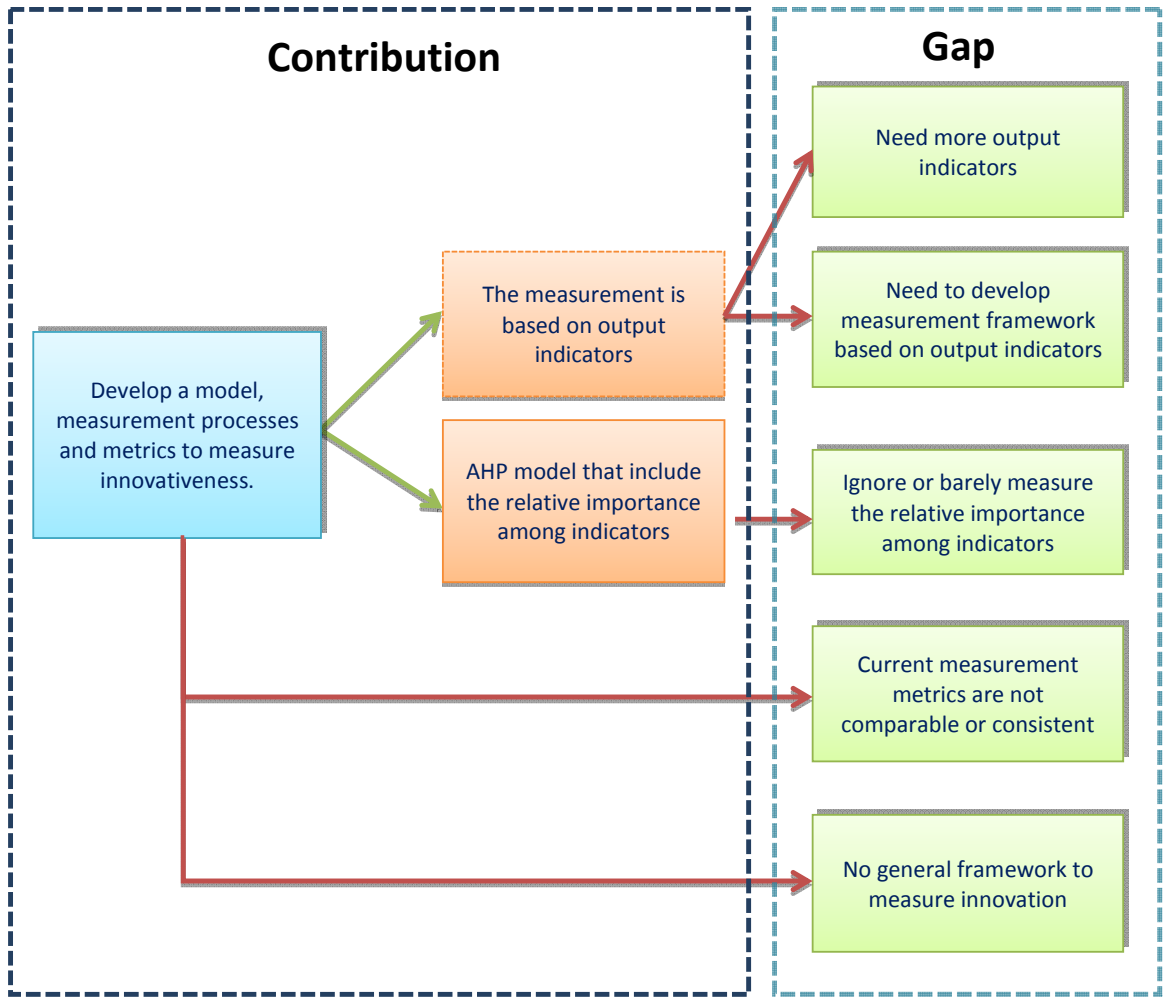 Contribution
Develop a model,
measurement processes
and metrics to measure
innovativeness.
The measurement is
based on output
indicators
AHP model that include
the relative importance
among indicators
Gap
Need more output
indicators
Need to develop
measurement framework
based on output indicators
Ignore or barely measure
the relative importance
among indicators
Current measurement
metrics are not
comparable or consistent
No general framework to
measure innovation